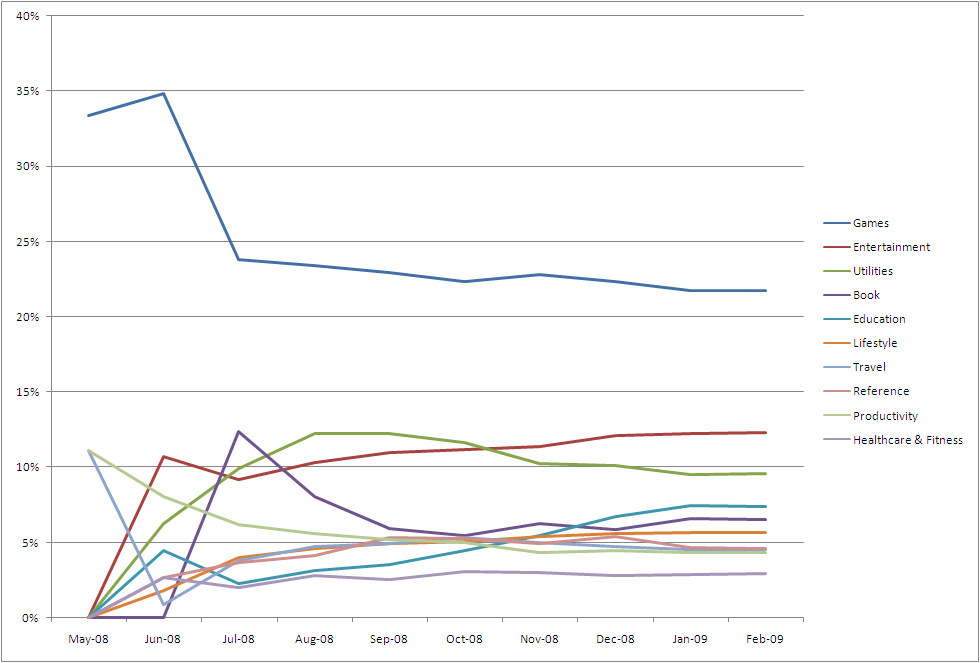 40%
35%
30%
25%
20%
15%
10%
5%
0%
May-08 Jun-08 Jul-08 Aug-08 Sep-08 Oct-08 Nov-08 Dec-08 Jan-09 Feb-09
Games
Entertainment
Utilities
Book
Education
Lifestyle
Travel
Reference
Productivity
Healthcare & Fitness